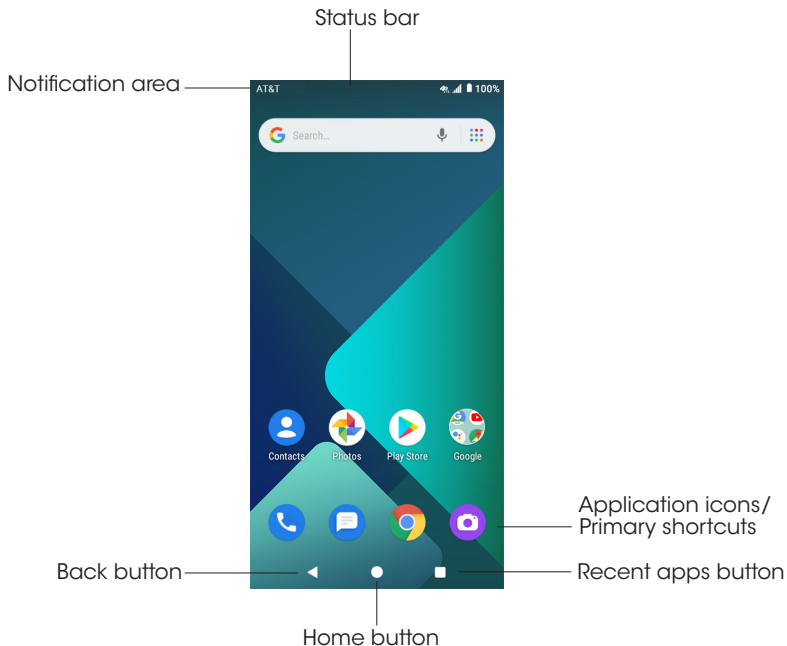 Status bar
Notification area
AT&T
100%
Search...
Contacts
Photos
Play Store
Google
Application icons/
Primary shortcuts
Back button
Recent apps button
Home button